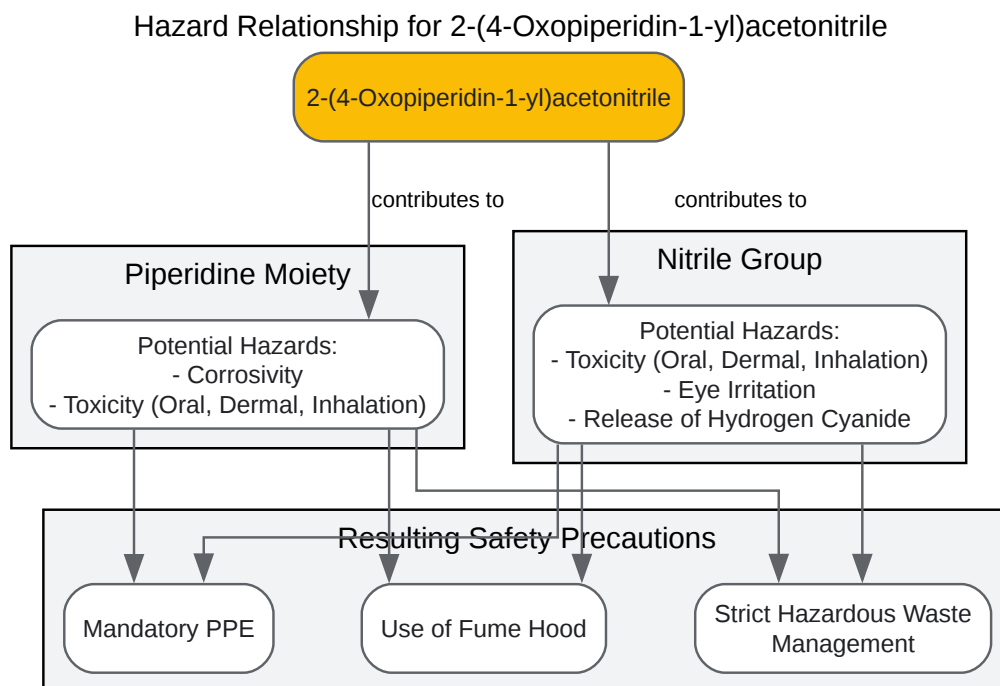 Hazard Relationship for 2-(4-Oxopiperidin-1-yl)acetonitrile
2-(4-Oxopiperidin-1-yl)acetonitrile
contributes to
contributes to
Piperidine Moiety
Potential Hazards:
- Corrosivity
- Toxicity (Oral, Dermal, Inhalation)
Nitrile Group
Potential Hazards:
- Toxicity (Oral, Dermal, Inhalation)
- Eye Irritation
- Release of Hydrogen Cyanide
Resulting Safety Precautions
Mandatory PPE
Use of Fume Hood
Strict Hazardous Waste
Management